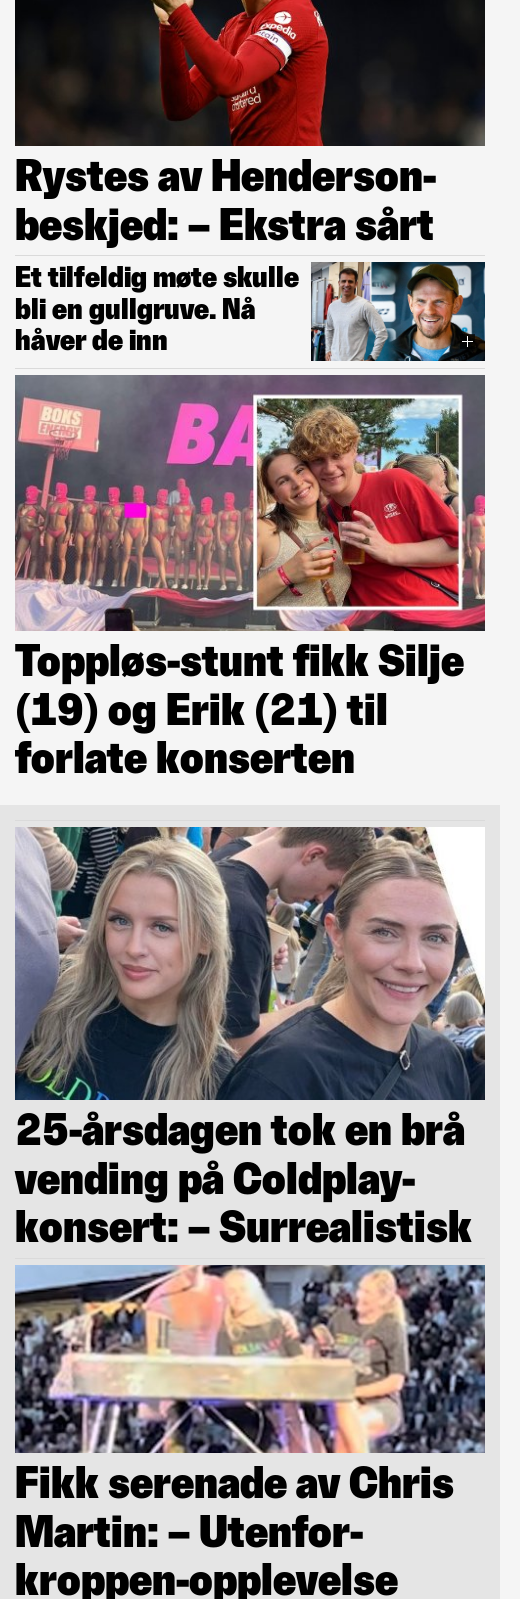 Expedia
Rystes av Henderson-
beskjed: – Ekstra sårt
Et tilfeldig møte skulle
bli en gullgruve. Nå
håver de inn
+
BOKS
ENERGY
BA
Toppløs-stunt fikk Silje
(19) og Erik (21) til
forlate konserten
25-årsdagen tok en brå
vending på Coldplay-
konsert: – Surrealistisk
Fikk serenade av Chris
Martin: – Utenfor-
kroppen-opplevelse